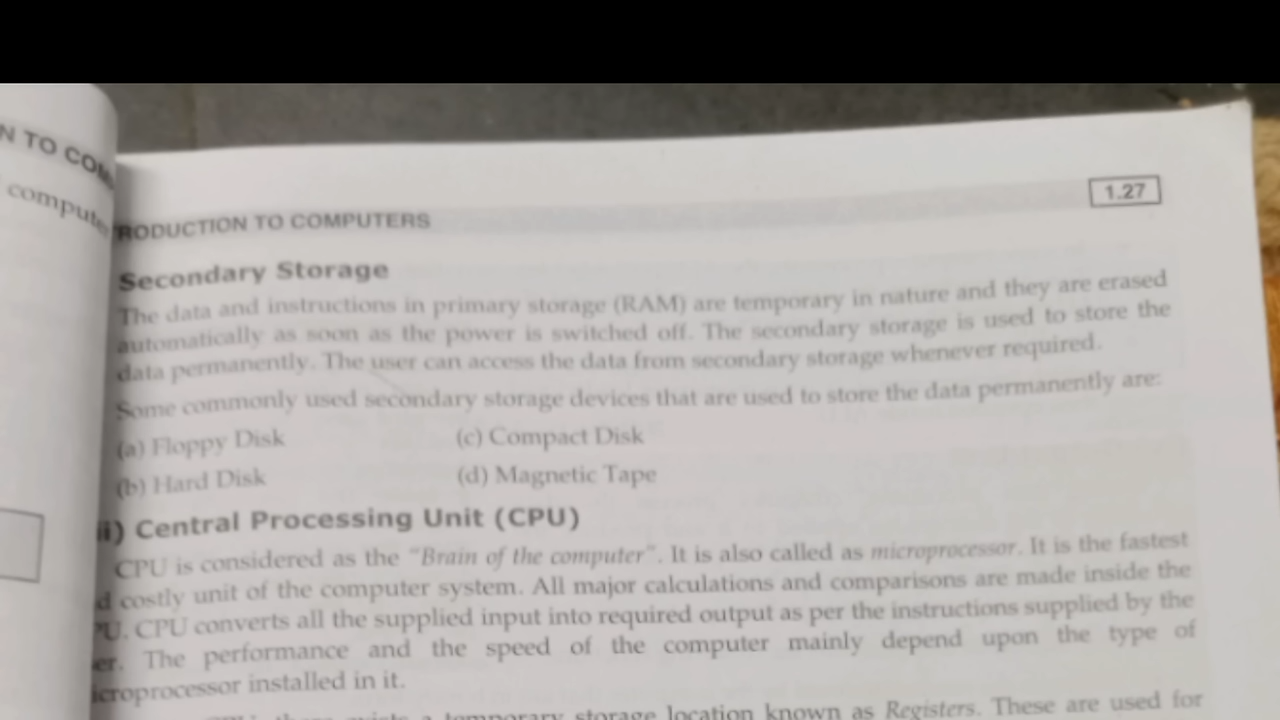 N TO COM
compute
RODUCTION TO COMPUTERS
1.27
Secondary Storage
The data and instructions in primary storage (RAM) are temporary in nature and they are erased
automatically as soon as the power is switched off. The secondary storage is used to store the
data permanently. The user can access the data from secondary storage whenever required.
Some commonly used secondary storage devices that are used to store the data permanently are:
(a) Floppy Disk (c) Compact Disk
(b) Hard Disk (d) Magnetic Tape
ii) Central Processing Unit (CPU)
CPU is considered as the "Brain of the computer". It is also called as microprocessor. It is the fastest
d costly unit of the computer system. All major calculations and comparisons are made inside the
PU. CPU converts all the supplied input into required output as per the instructions supplied by the
er. The performance and the speed of the computer mainly depend upon the type of
icroprocessor installed in it.
a temporary storage location known as Registers. These are used for